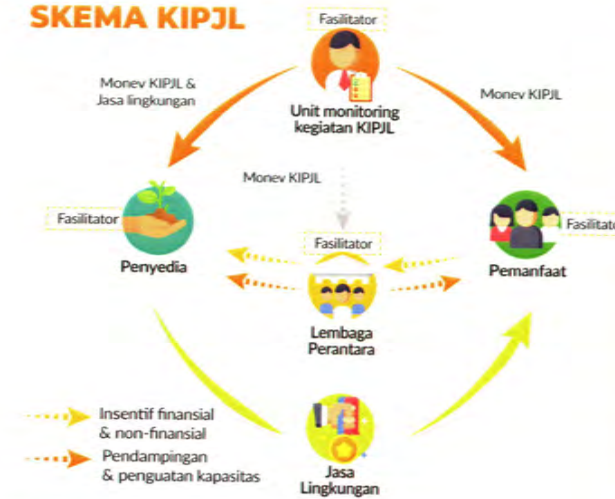 SKEMA KIPJL
Fasilitator
Monev KIPJL &
Jasa lingkungan
Monev KIPJL
Unit monitoring
kegiatan KIPJL
Monev KIPJL
Fasilitator
Fasilitator
Fasilitat
Penyedia
Pemanfaat
Lembaga
Perantara
Insentif finansial
& non-finansial
Pendampingan
& penguatan kapasitas
Jasa
Lingkungan